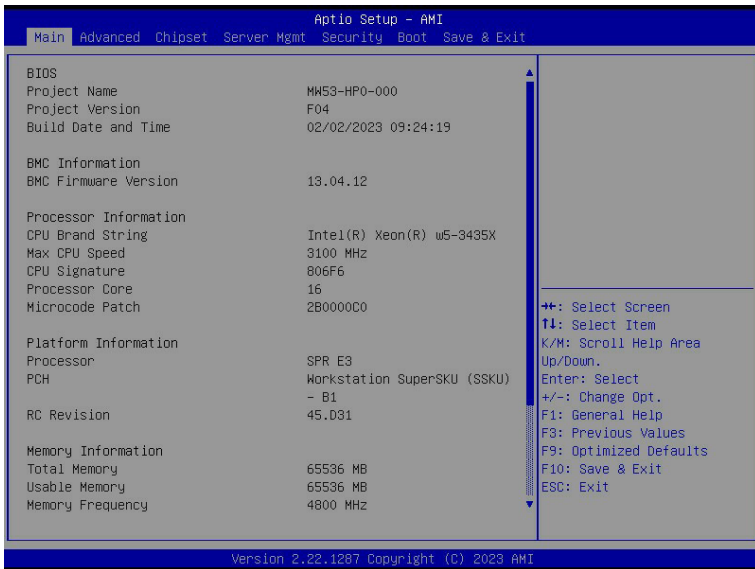 Aptio Setup – AMI
Main Advanced Chipset Server Mgmt Security Boot Save & Exit
BIOS
Project Name MW53-HP0-000
Project Version F04
Build Date and Time 02/02/2023 09:24:19
BMC Information
BMC Firmware Version 13.04.12
Processor Information
CPU Brand String Intel(R) Xeon(R) w5-3435X
Max CPU Speed 3100 MHz
CPU Signature 806F6
Processor Core 16
Microcode Patch 2B0000C0
Platform Information
Processor SPR E3
PCH Workstation SuperSKU (SSKU)
- B1
RC Revision 45.D31
Memory Information
Total Memory 65536 MB
Usable Memory 65536 MB
Memory Frequency 4800 MHz
→←: Select Screen
↑↓: Select Item
K/M: Scroll Help Area
Up/Down.
Enter: Select
+/-: Change Opt.
F1: General Help
F3: Previous Values
F9: Optimized Defaults
F10: Save & Exit
ESC: Exit
Version 2.22.1287 Copyright (C) 2023 AMI